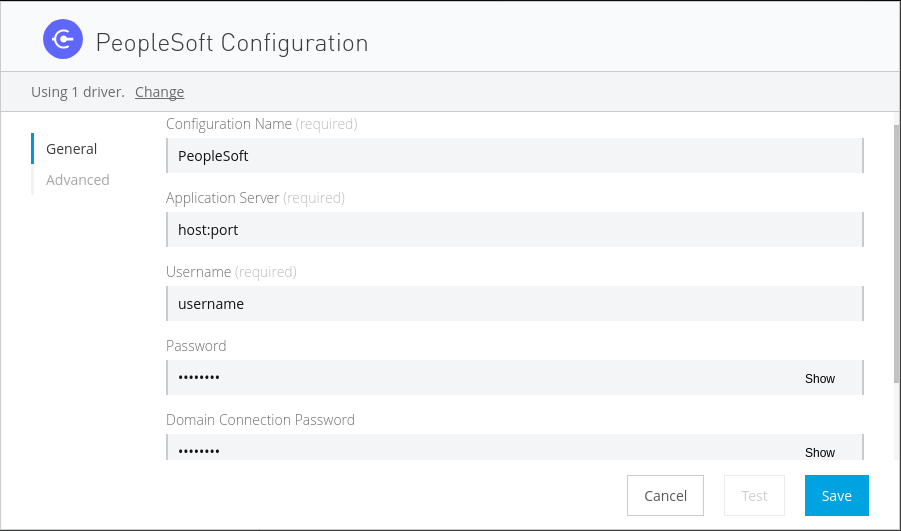 PeopleSoft Configuration
Using 1 driver. Change
General
Advanced
Configuration Name (required)
PeopleSoft
Application Server (required)
host:port
Username (required)
username
Password
•••••••• Show
Domain Connection Password
•••••••• Show
Cancel Test Save